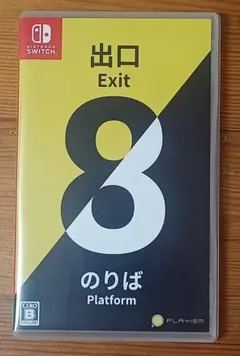 NINTENDO
SWITCH
出口
Exit
8
のりば
Platform
CERO
B
PLAYISM